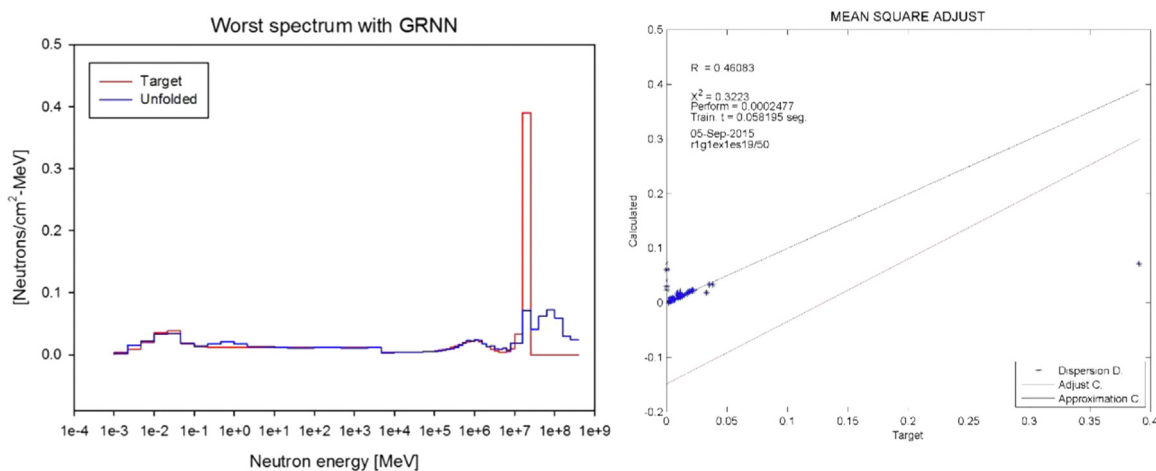 Worst spectrum with GRNN
0.5
0.4
0.3
0.2
0.1
0.0
[Neutrons/cm²-MeV]
Target
Unfolded
1e-4 1e-3 1e-2 1e-1 1e+0 1e+1 1e+2 1e+3 1e+4 1e+5 1e+6 1e+7 1e+8 1e+9
Neutron energy [MeV]
MEAN SQUARE ADJUST
0.5
0.4
0.3
0.2
0.1
0
-0.1
-0.2
Calculated
R = 0.46083
X² = 0.3223
Perform = 0.0002477
Train. t = 0.058195 seg.
05-Sep-2015
r1g1ex1es19/50
Dispersion D.
Adjust C.
Approximation C.
0 0.05 0.1 0.15 0.2 0.25 0.3 0.35 0.4
Target